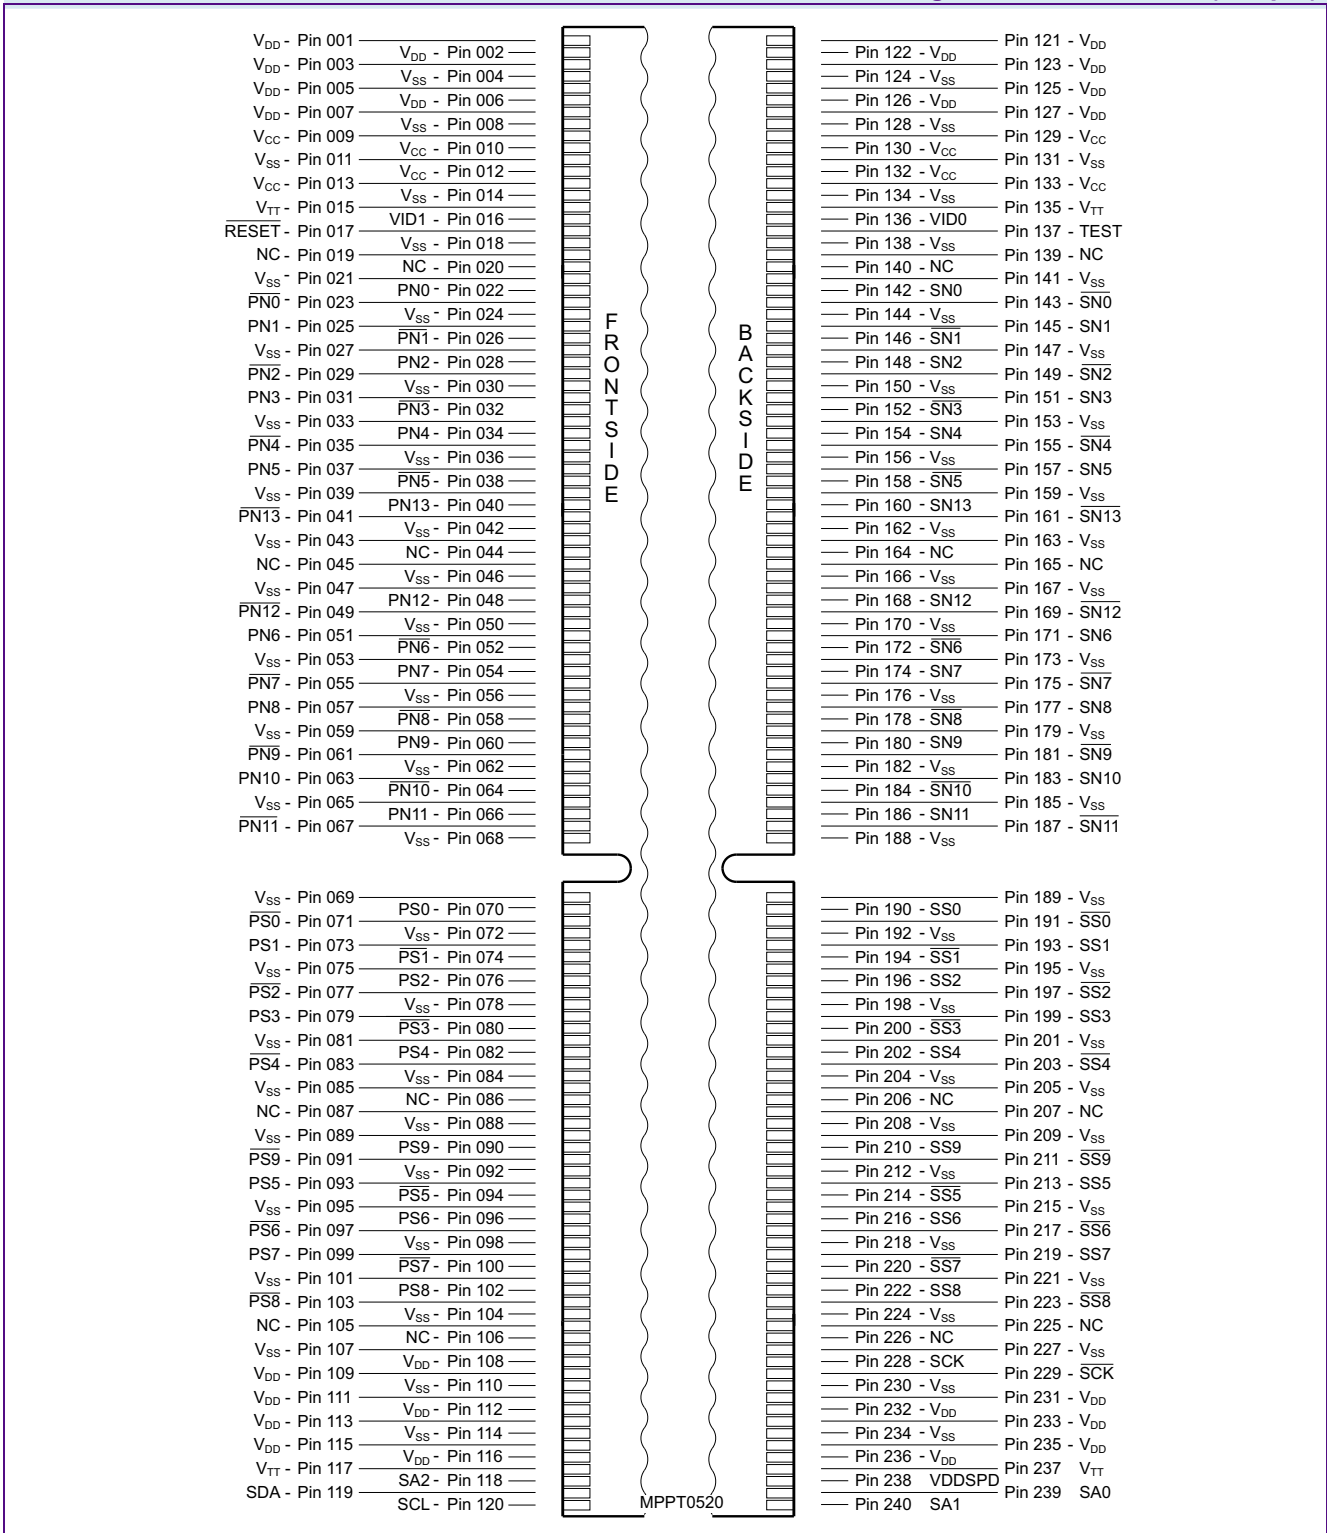 VDD - Pin 001
VDD - Pin 002
VDD - Pin 003
VSS - Pin 004
VDD - Pin 005
VDD - Pin 006
VDD - Pin 007
VSS - Pin 008
VCC - Pin 009
VCC - Pin 010
VSS - Pin 011
VCC - Pin 012
VCC - Pin 013
VSS - Pin 014
VTT - Pin 015
VID1 - Pin 016
RESET - Pin 017
VSS - Pin 018
NC - Pin 019
NC - Pin 020
VSS - Pin 021
PN0 - Pin 022
PN0 - Pin 023
VSS - Pin 024
PN1 - Pin 025
PN1 - Pin 026
VSS - Pin 027
PN2 - Pin 028
PN2 - Pin 029
VSS - Pin 030
PN3 - Pin 031
PN3 - Pin 032
VSS - Pin 033
PN4 - Pin 034
PN4 - Pin 035
VSS - Pin 036
PN5 - Pin 037
PN5 - Pin 038
VSS - Pin 039
PN13 - Pin 040
PN13 - Pin 041
VSS - Pin 042
VSS - Pin 043
NC - Pin 044
NC - Pin 045
VSS - Pin 046
VSS - Pin 047
PN12 - Pin 048
PN12 - Pin 049
VSS - Pin 050
PN6 - Pin 051
PN6 - Pin 052
VSS - Pin 053
PN7 - Pin 054
PN7 - Pin 055
VSS - Pin 056
PN8 - Pin 057
PN8 - Pin 058
VSS - Pin 059
PN9 - Pin 060
PN9 - Pin 061
VSS - Pin 062
PN10 - Pin 063
PN10 - Pin 064
VSS - Pin 065
PN11 - Pin 066
PN11 - Pin 067
VSS - Pin 068
VSS - Pin 069
PS0 - Pin 070
PS0 - Pin 071
VSS - Pin 072
PS1 - Pin 073
PS1 - Pin 074
VSS - Pin 075
PS2 - Pin 076
PS2 - Pin 077
VSS - Pin 078
PS3 - Pin 079
PS3 - Pin 080
VSS - Pin 081
PS4 - Pin 082
PS4 - Pin 083
VSS - Pin 084
VSS - Pin 085
NC - Pin 086
NC - Pin 087
VSS - Pin 088
VSS - Pin 089
PS9 - Pin 090
PS9 - Pin 091
VSS - Pin 092
PS5 - Pin 093
PS5 - Pin 094
VSS - Pin 095
PS6 - Pin 096
PS6 - Pin 097
VSS - Pin 098
PS7 - Pin 099
PS7 - Pin 100
VSS - Pin 101
PS8 - Pin 102
PS8 - Pin 103
VSS - Pin 104
NC - Pin 105
NC - Pin 106
VSS - Pin 107
VDD - Pin 108
VDD - Pin 109
VSS - Pin 110
VDD - Pin 111
VDD - Pin 112
VDD - Pin 113
VSS - Pin 114
VDD - Pin 115
VDD - Pin 116
VTT - Pin 117
SA2 - Pin 118
SDA - Pin 119
SCL - Pin 120
FRONTSIDE
BACKSIDE
MPPT0520
Pin 121 - VDD
Pin 122 - VDD
Pin 123 - VDD
Pin 124 - VSS
Pin 125 - VDD
Pin 126 - VDD
Pin 127 - VDD
Pin 128 - VSS
Pin 129 - VCC
Pin 130 - VCC
Pin 131 - VSS
Pin 132 - VCC
Pin 133 - VCC
Pin 134 - VSS
Pin 135 - VTT
Pin 136 - VID0
Pin 137 - TEST
Pin 138 - VSS
Pin 139 - NC
Pin 140 - NC
Pin 141 - VSS
Pin 142 - SN0
Pin 143 - SN0
Pin 144 - VSS
Pin 145 - SN1
Pin 146 - SN1
Pin 147 - VSS
Pin 148 - SN2
Pin 149 - SN2
Pin 150 - VSS
Pin 151 - SN3
Pin 152 - SN3
Pin 153 - VSS
Pin 154 - SN4
Pin 155 - SN4
Pin 156 - VSS
Pin 157 - SN5
Pin 158 - SN5
Pin 159 - VSS
Pin 160 - SN13
Pin 161 - SN13
Pin 162 - VSS
Pin 163 - VSS
Pin 164 - NC
Pin 165 - NC
Pin 166 - VSS
Pin 167 - VSS
Pin 168 - SN12
Pin 169 - SN12
Pin 170 - VSS
Pin 171 - SN6
Pin 172 - SN6
Pin 173 - VSS
Pin 174 - SN7
Pin 175 - SN7
Pin 176 - VSS
Pin 177 - SN8
Pin 178 - SN8
Pin 179 - VSS
Pin 180 - SN9
Pin 181 - SN9
Pin 182 - VSS
Pin 183 - SN10
Pin 184 - SN10
Pin 185 - VSS
Pin 186 - SN11
Pin 187 - SN11
Pin 188 - VSS
Pin 189 - VSS
Pin 190 - SS0
Pin 191 - SS0
Pin 192 - VSS
Pin 193 - SS1
Pin 194 - SS1
Pin 195 - VSS
Pin 196 - SS2
Pin 197 - SS2
Pin 198 - VSS
Pin 199 - SS3
Pin 200 - SS3
Pin 201 - VSS
Pin 202 - SS4
Pin 203 - SS4
Pin 204 - VSS
Pin 205 - VSS
Pin 206 - NC
Pin 207 - NC
Pin 208 - VSS
Pin 209 - VSS
Pin 210 - SS9
Pin 211 - SS9
Pin 212 - VSS
Pin 213 - SS5
Pin 214 - SS5
Pin 215 - VSS
Pin 216 - SS6
Pin 217 - SS6
Pin 218 - VSS
Pin 219 - SS7
Pin 220 - SS7
Pin 221 - VSS
Pin 222 - SS8
Pin 223 - SS8
Pin 224 - VSS
Pin 225 - NC
Pin 226 - NC
Pin 227 - VSS
Pin 228 - SCK
Pin 229 - SCK
Pin 230 - VSS
Pin 231 - VDD
Pin 232 - VDD
Pin 233 - VDD
Pin 234 - VSS
Pin 235 - VDD
Pin 236 - VDD
Pin 237 VTT
Pin 238 VDDSPD
Pin 239 SA0
Pin 240 SA1